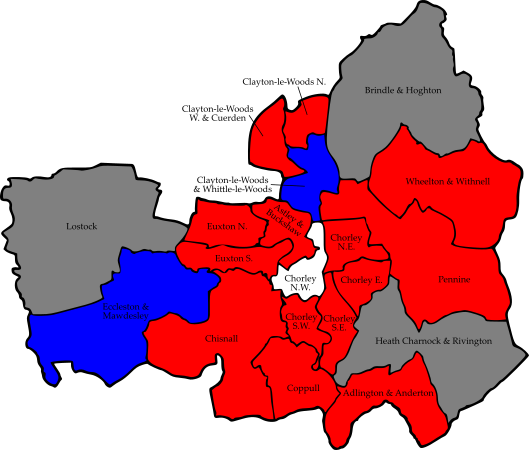 Clayton-le-Woods N.
Brindle & Hoghton
Clayton-le-Woods
W. & Cuerden
Clayton-le-Woods
& Whittle-le-Woods
Wheelton & Withnell
Lostock
Euxton N.
Astley &
Buckshaw
Chorley
N.E.
Euxton S.
Chorley
N.W.
Chorley E.
Pennine
Eccleston &
Mawdesley
Chisnall
Chorley
S.W.
Chorley
S.E.
Heath Charnock & Rivington
Coppull
Adlington & Anderton